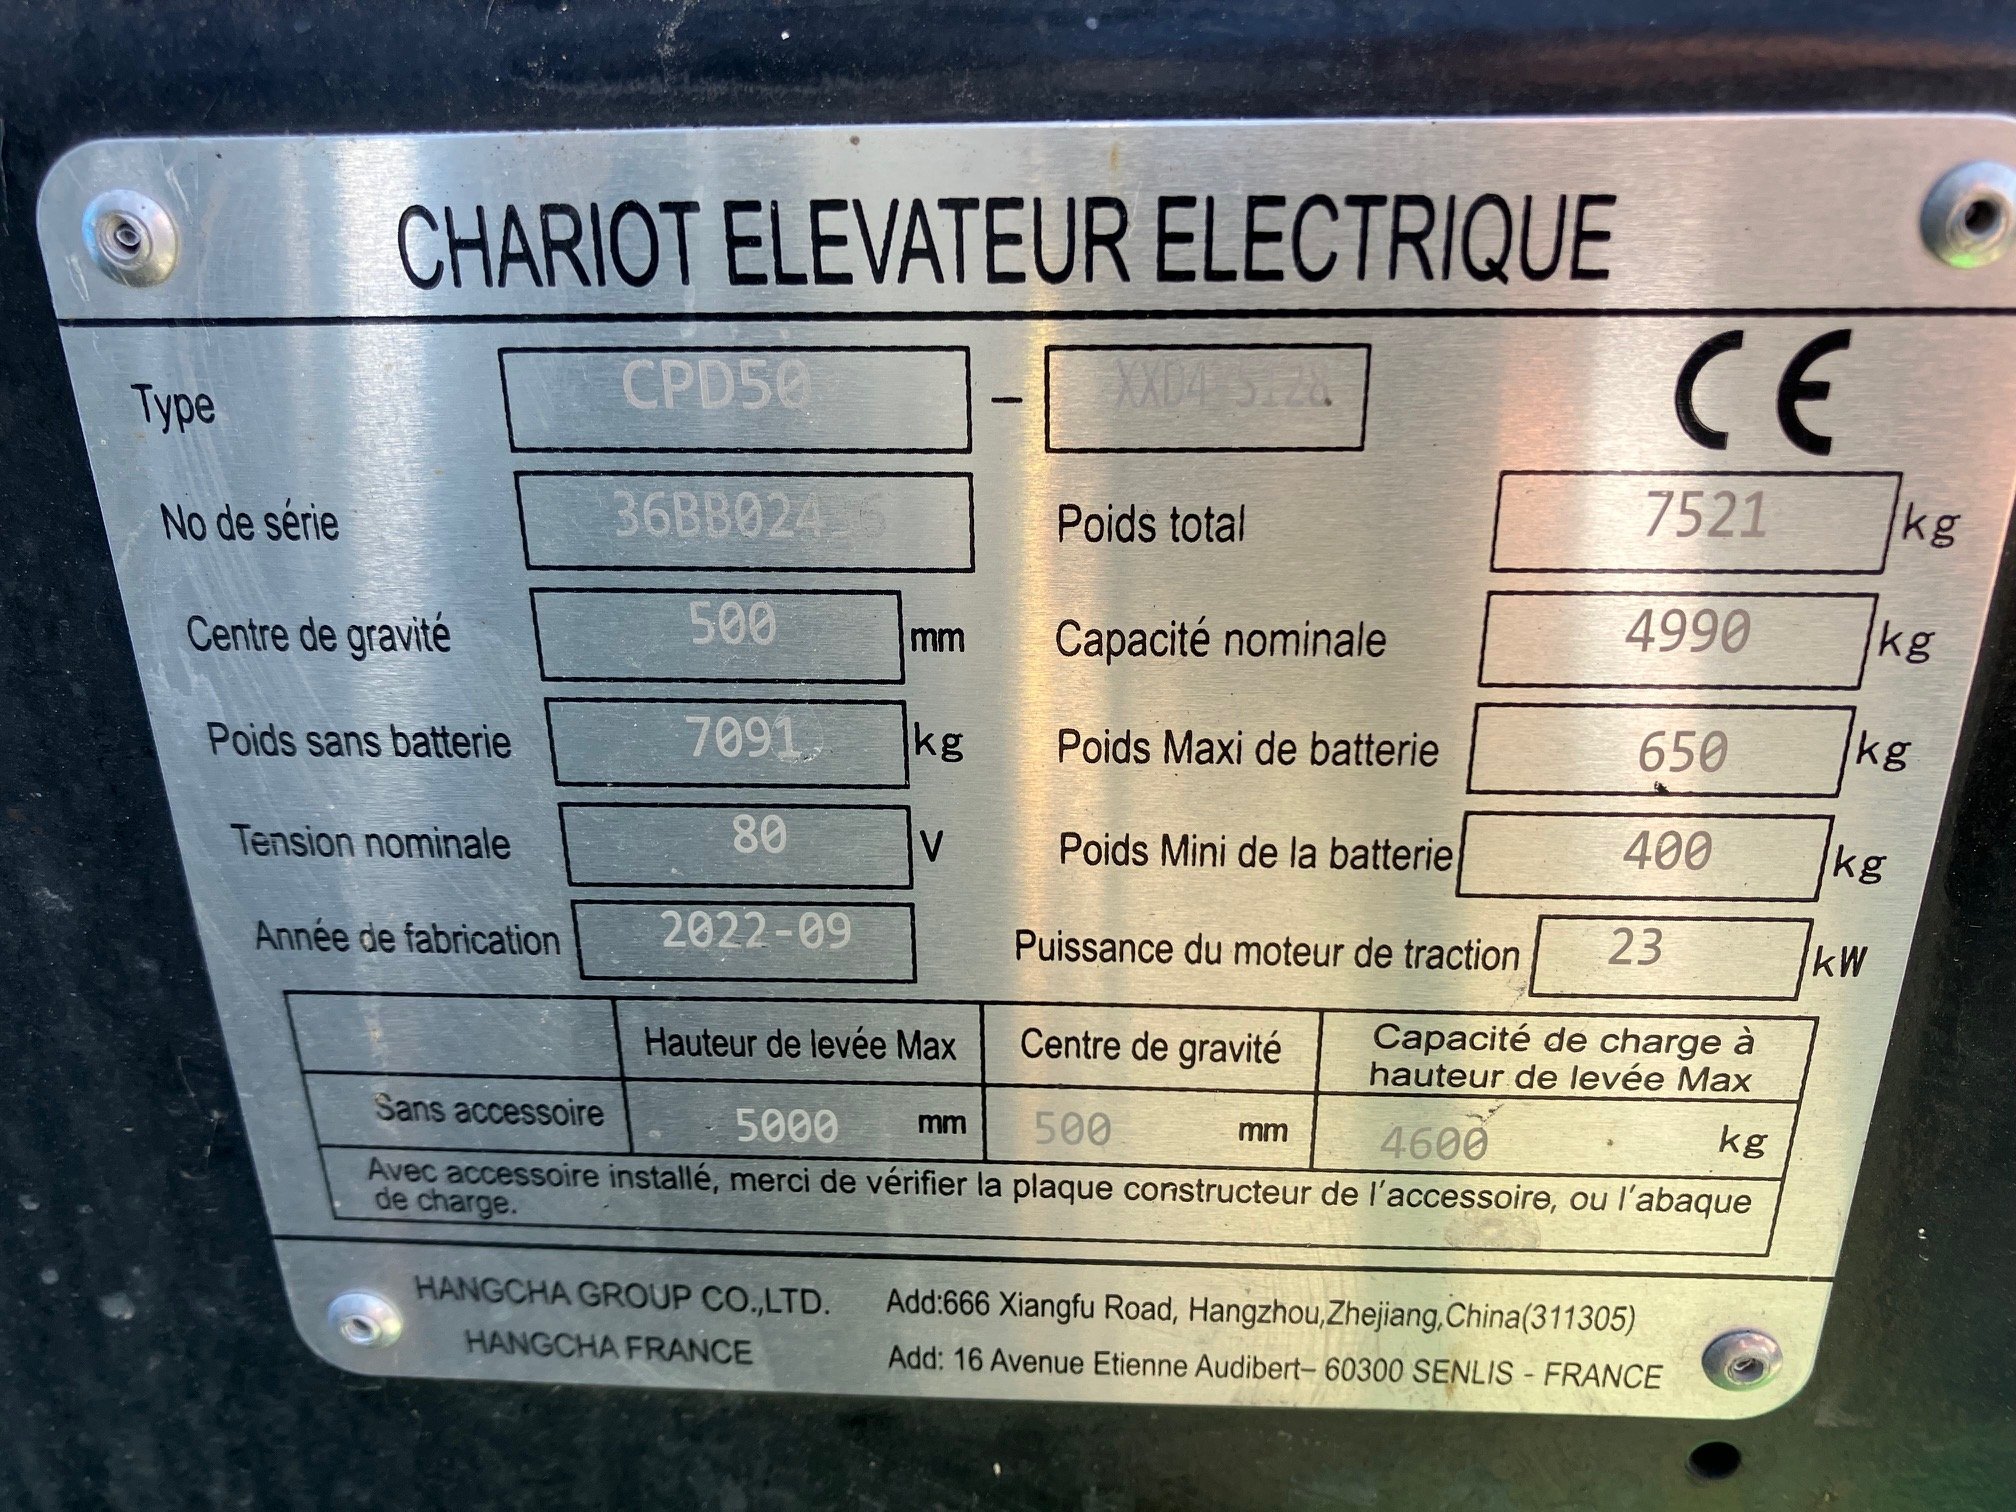 CHARIOT ELEVATEUR ELECTRIQUE
CE
Type CPD50 -
No de série Poids total 7521 kg
Centre de gravité 500 mm Capacité nominale 4990 kg
Poids sans batterie 7091 kg Poids Maxi de batterie 650 kg
Tension nominale 80 V Poids Mini de la batterie 400 kg
Année de fabrication 2022-09 Puissance du moteur de traction 23 kW
Hauteur de levée Max Centre de gravité Capacité de charge à
hauteur de levée Max
Sans accessoire 5000 mm 500 mm 4600 kg
Avec accessoire installé, merci de vérifier la plaque constructeur de l'accessoire, ou l'abaque
de charge.
HANGCHA GROUP CO.,LTD. Add:666 Xiangfu Road, Hangzhou,Zhejiang,China(311305)
HANGCHA FRANCE Add: 16 Avenue Etienne Audibert– 60300 SENLIS - FRANCE